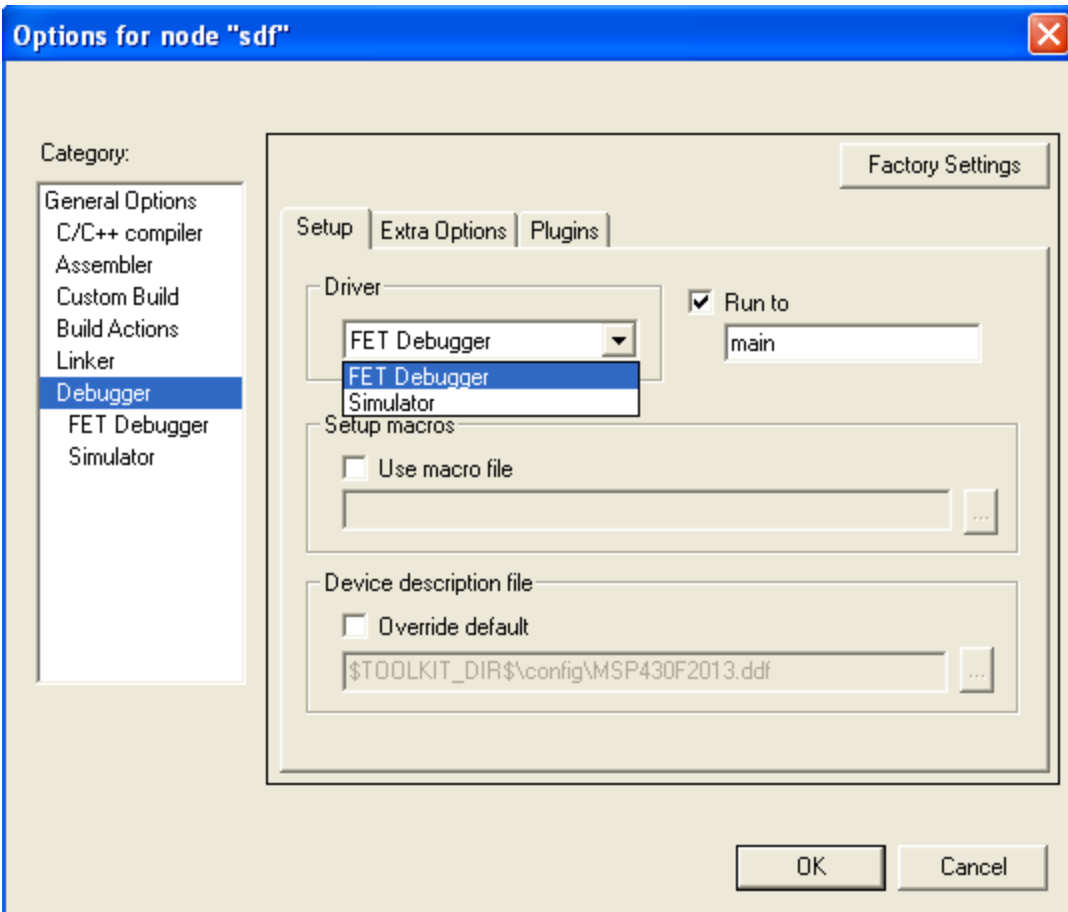 Options for node "sdf"
Category:
General Options
C/C++ compiler
Assembler
Custom Build
Build Actions
Linker
Debugger
FET Debugger
Simulator
Factory Settings
Setup Extra Options Plugins
Driver
FET Debugger
FET Debugger
Simulator
Run to
main
Setup macros
Use macro file
...
Device description file
Override default
$TOOLKIT_DIR$\config\MSP430F2013.ddf
...
OK Cancel